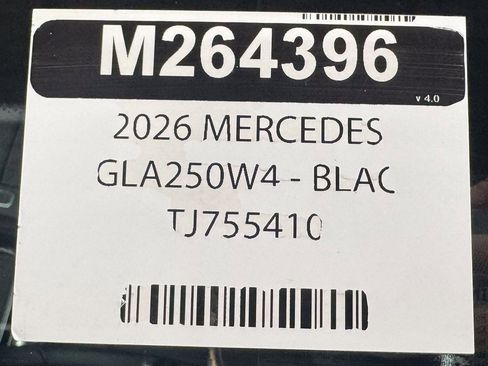 M264396
v 4.0
2026 MERCEDES
GLA250W4 - BLAC
TJ755410